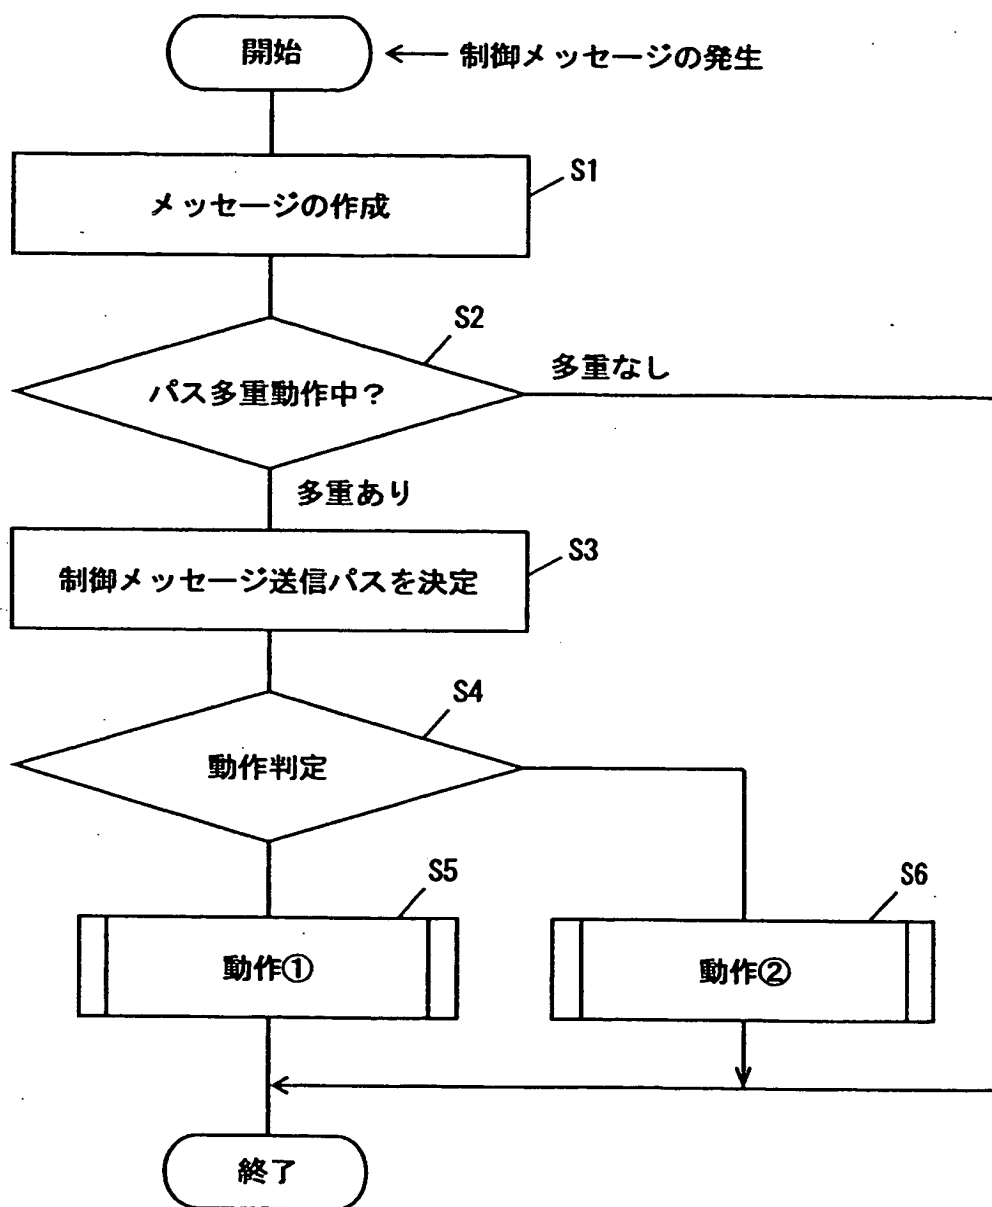 開始
←制御メッセージの発生
S1
メッセージの作成
S2
パス多重動作中？
多重なし
多重あり
S3
制御メッセージ送信パスを決定
S4
動作判定
S5
動作①
S6
動作②
終了